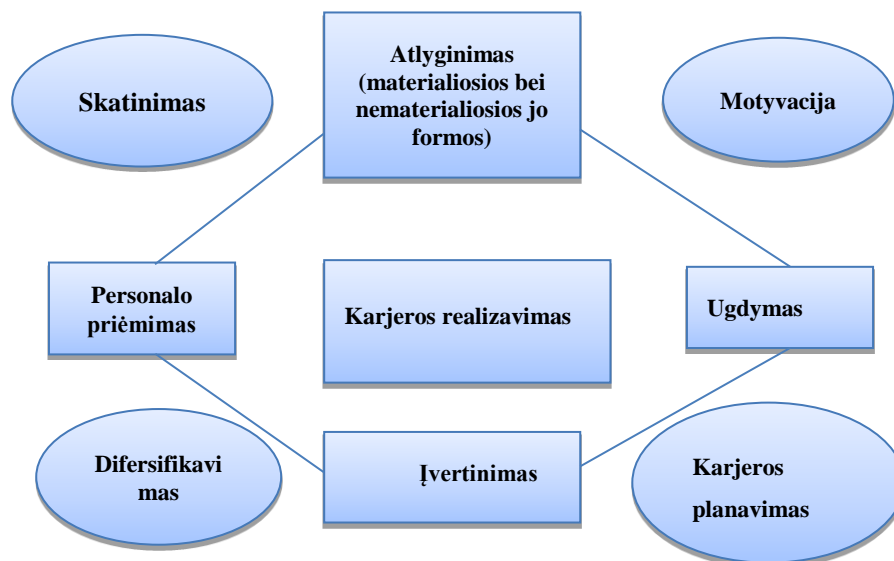 Skatinimas
Atlyginimas
(materialiosios bei
nematerialiosios jo
formos)
Motyvacija
Personalo
priėmimas
Karjeros realizavimas
Ugdymas
Difersifikavi
mas
Įvertinimas
Karjeros
planavimas